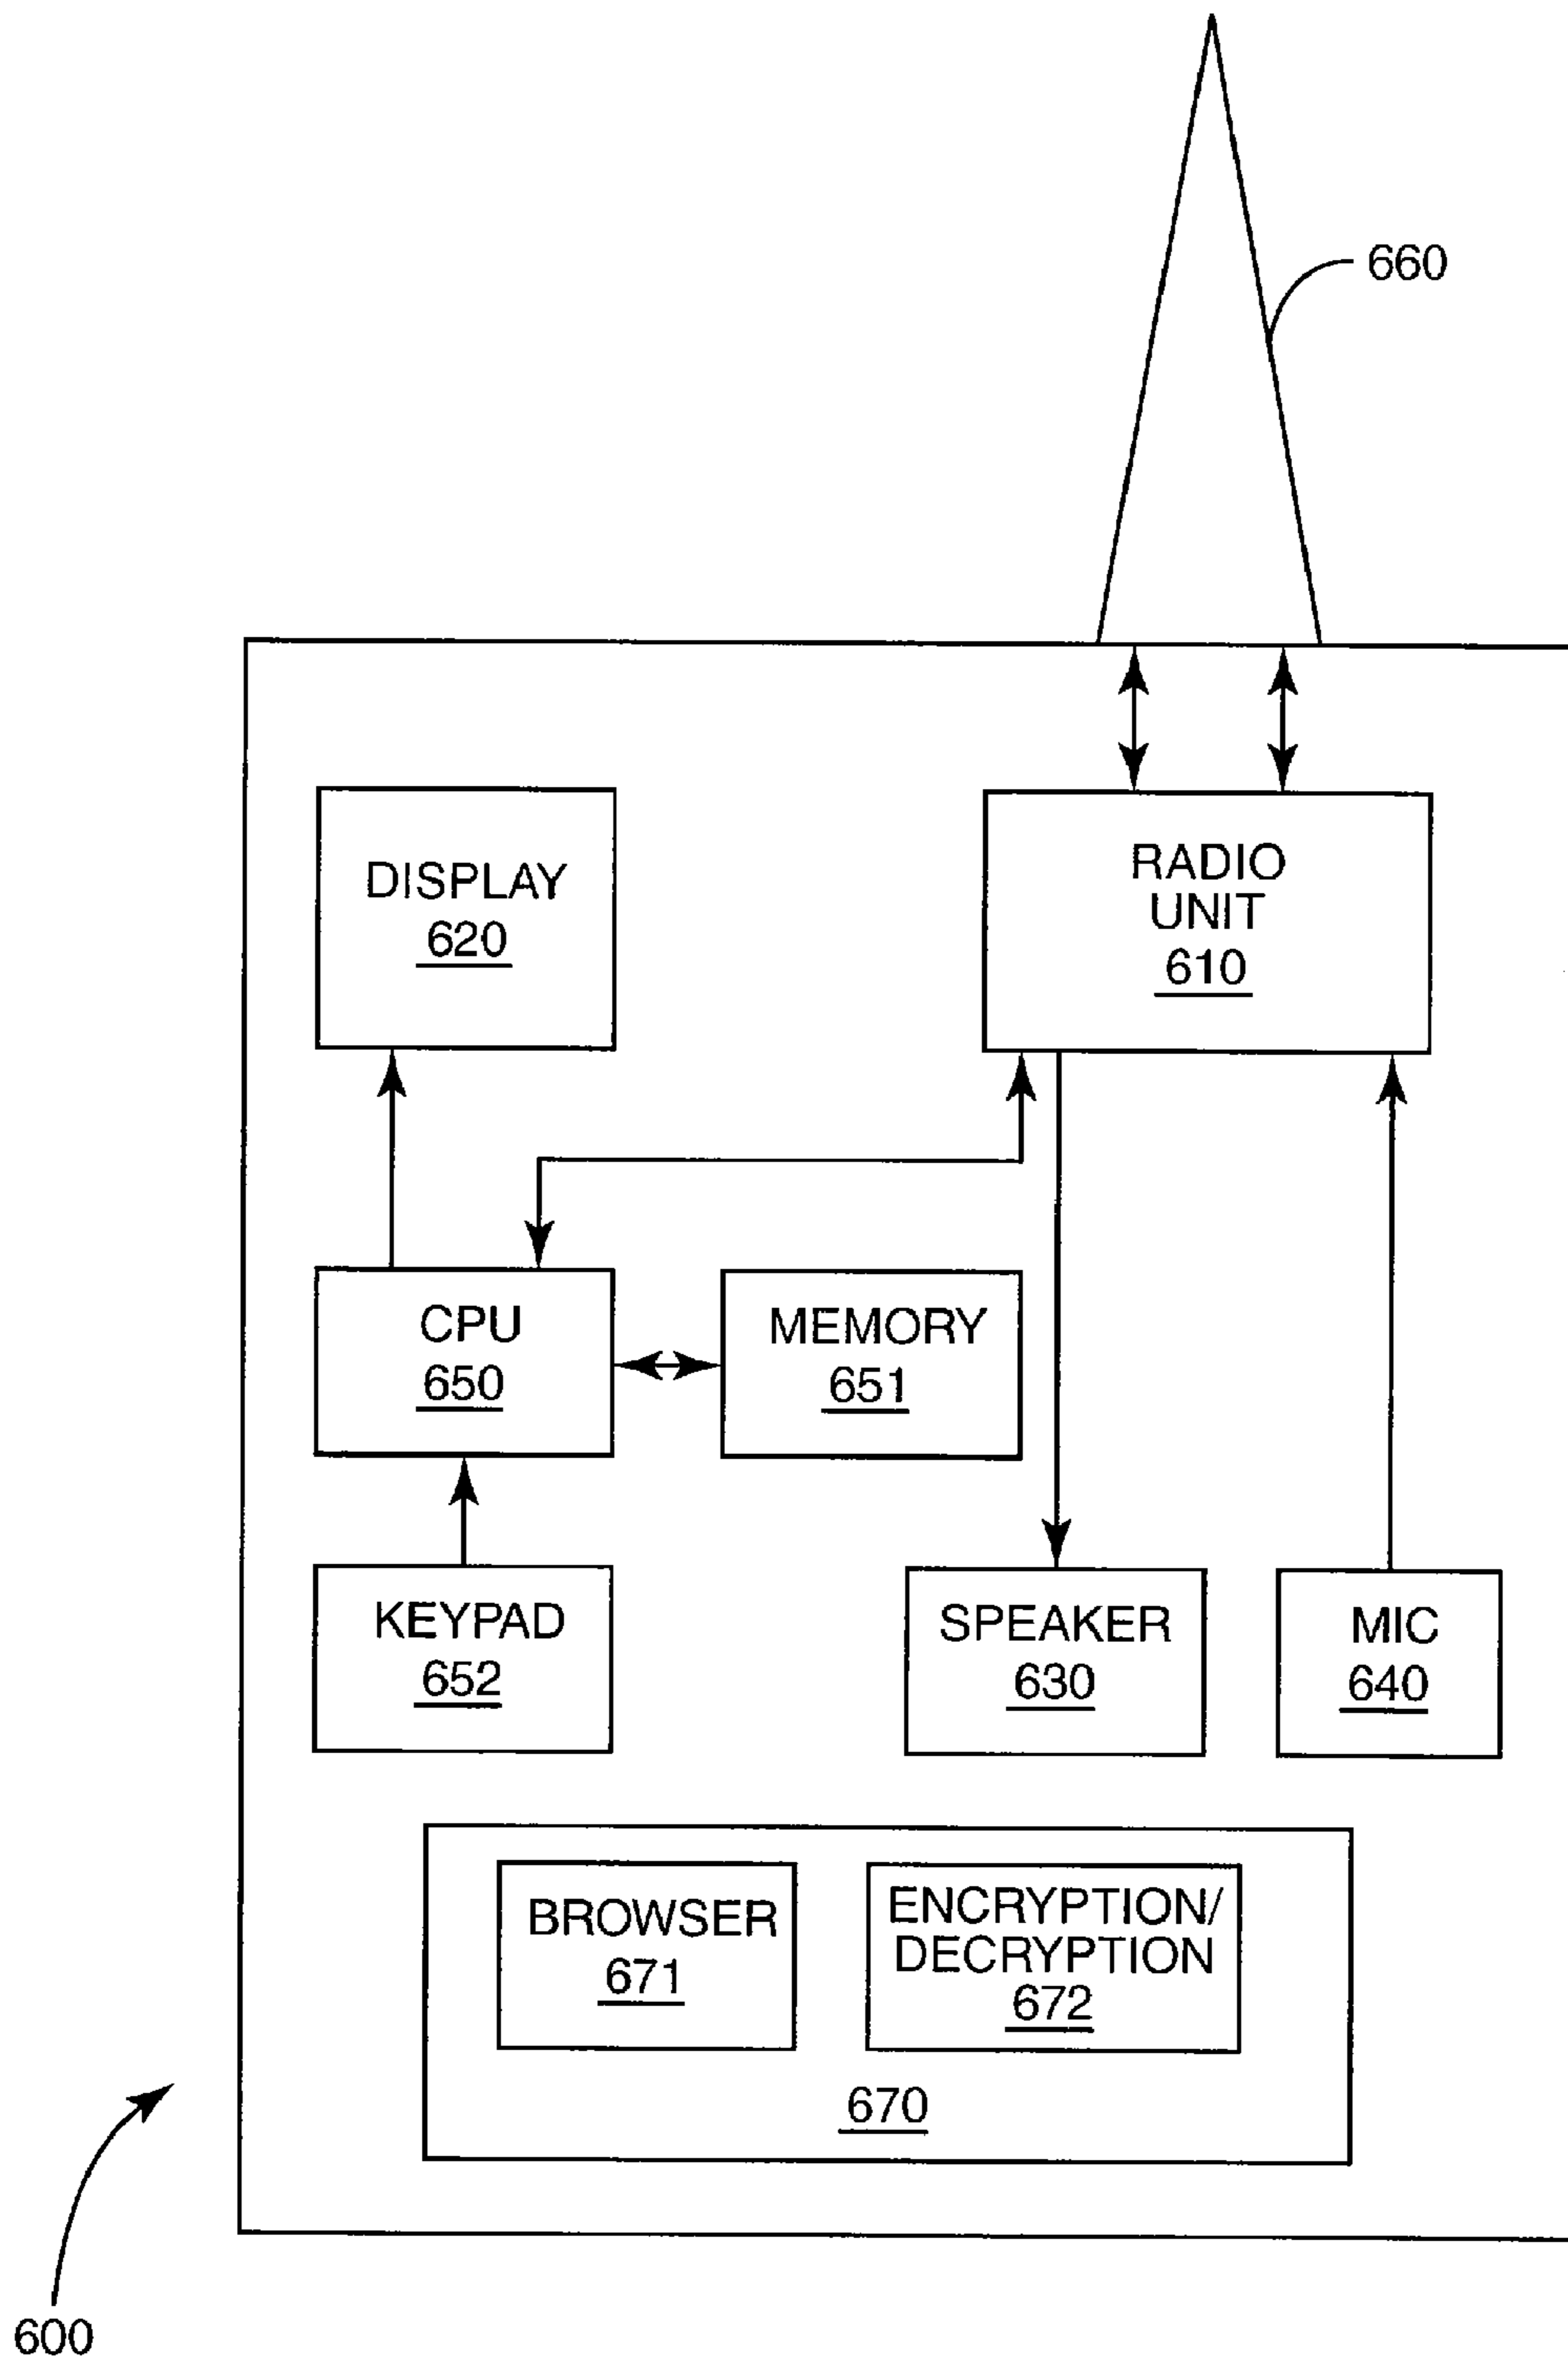 660
DISPLAY
620
RADIO
UNIT
610
CPU
650
MEMORY
651
KEYPAD
652
SPEAKER
630
MIC
640
BROWSER
671
ENCRYPTION/
DECRYPTION
672
670
600